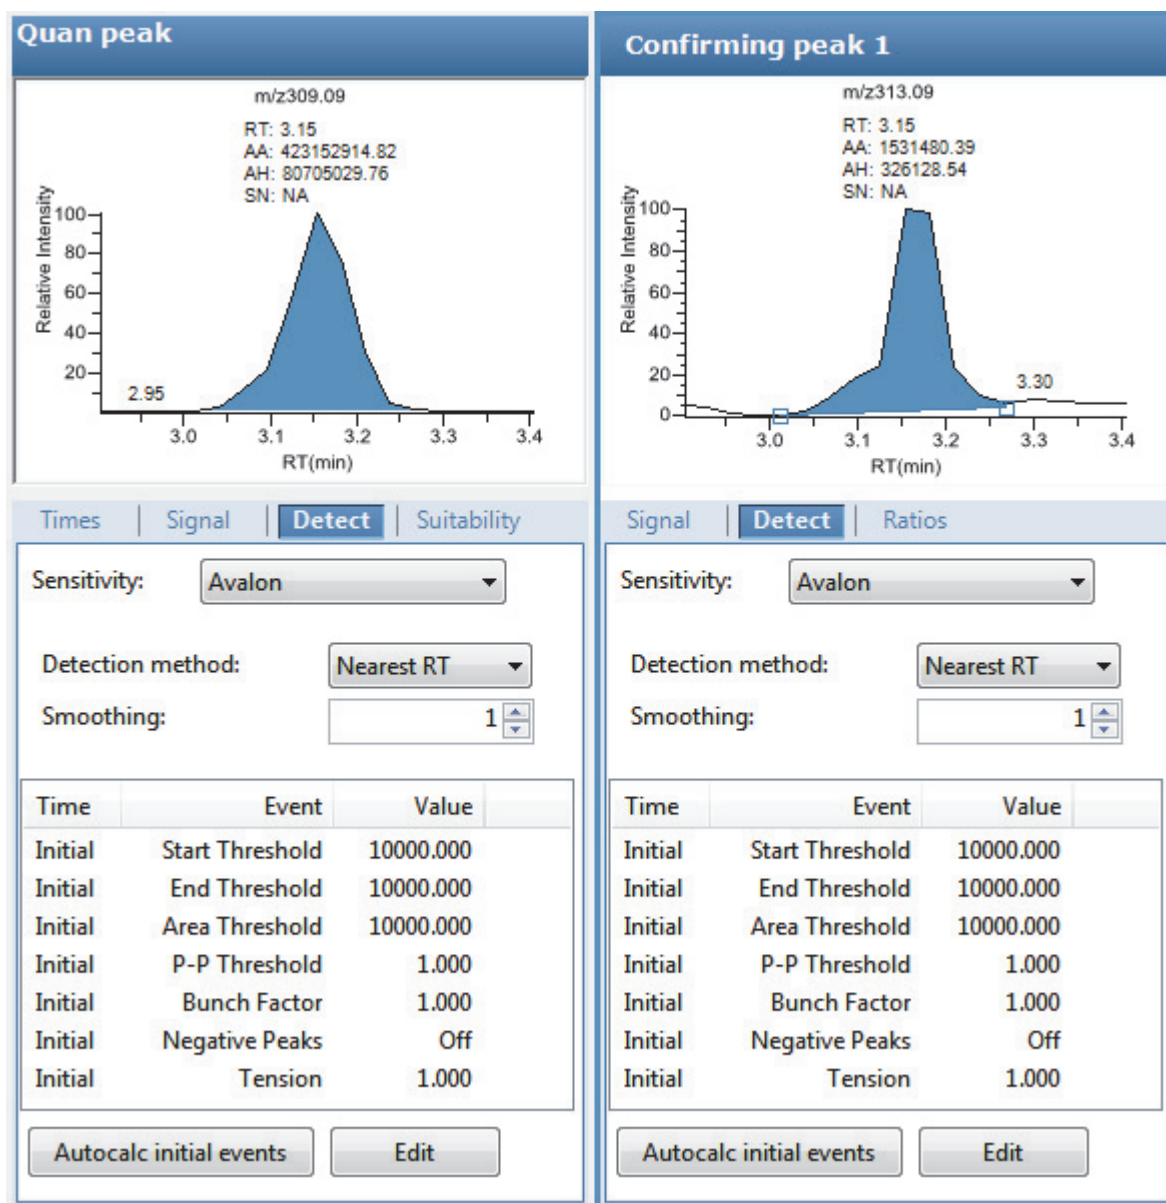 Quan peak
m/z309.09
RT: 3.15
AA: 423152914.82
AH: 80705029.76
SN: NA
Relative Intensity
100
80
60
40
20
2.95
3.0 3.1 3.2 3.3 3.4
RT(min)
Times Signal Detect Suitability
Sensitivity: Avalon
Detection method: Nearest RT
Smoothing: 1
Time Event Value
Initial Start Threshold 10000.000
Initial End Threshold 10000.000
Initial Area Threshold 10000.000
Initial P-P Threshold 1.000
Initial Bunch Factor 1.000
Initial Negative Peaks Off
Initial Tension 1.000
Autocalc initial events Edit
Confirming peak 1
m/z313.09
RT: 3.15
AA: 1531480.39
AH: 326128.54
SN: NA
Relative Intensity
100
80
60
40
20
0
3.30
3.0 3.1 3.2 3.3 3.4
RT(min)
Signal Detect Ratios
Sensitivity: Avalon
Detection method: Nearest RT
Smoothing: 1
Time Event Value
Initial Start Threshold 10000.000
Initial End Threshold 10000.000
Initial Area Threshold 10000.000
Initial P-P Threshold 1.000
Initial Bunch Factor 1.000
Initial Negative Peaks Off
Initial Tension 1.000
Autocalc initial events Edit